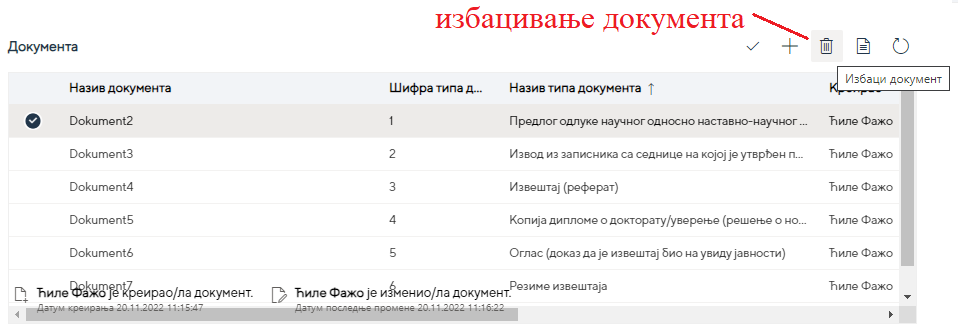 избацивање документа
Документа
Избаци документ
Назив документа Шифра типа д... Назив типа документа ↑
Dokument2 1 Предлог одлуке научног односно наставно-научног ... Ћиле Фажо
Dokument3 2 Извод из записника са седнице на којој је утврђен п... Ћиле Фажо
Dokument4 3 Извештај (реферат) Ћиле Фажо
Dokument5 4 Копија дипломе о докторату/уверење (решење о но... Ћиле Фажо
Dokument6 5 Оглас (доказ да је извештај био на увиду јавности) Ћиле Фажо
Dokument7 6 Резиме извештаја Ћиле Фажо
Ћиле Фажо је креирао/ла документ. Ћиле Фажо је изменио/ла документ.
Датум креирања 20.11.2022 11:15:47 Датум последње промене 20.11.2022 11:16:22